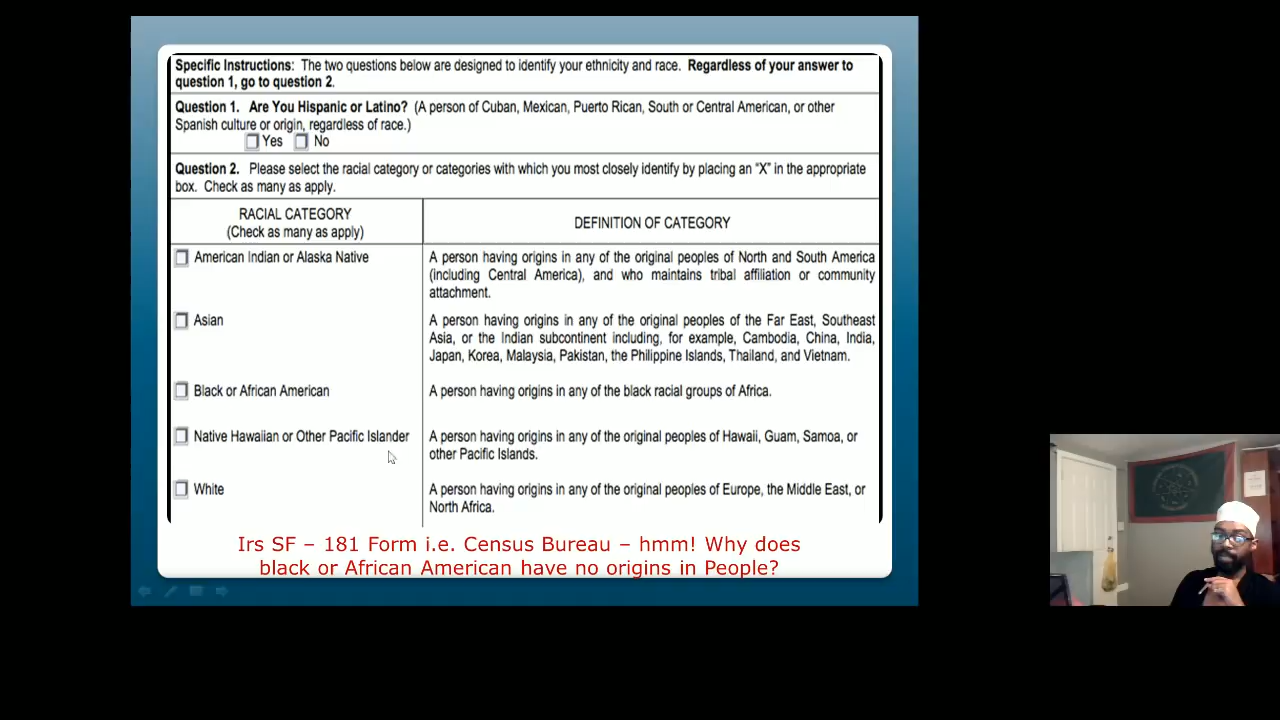 Specific Instructions: The two questions below are designed to identify your ethnicity and race. Regardless of your answer to
question 1, go to question 2.
Question 1. Are You Hispanic or Latino? (A person of Cuban, Mexican, Puerto Rican, South or Central American, or other
Spanish culture or origin, regardless of race.)
Yes No
Question 2. Please select the racial category or categories with which you most closely identify by placing an "X" in the appropriate
box. Check as many as apply.
RACIAL CATEGORY
(Check as many as apply)
DEFINITION OF CATEGORY
American Indian or Alaska Native
A person having origins in any of the original peoples of North and South America
(including Central America), and who maintains tribal affiliation or community
attachment.
Asian
A person having origins in any of the original peoples of the Far East, Southeast
Asia, or the Indian subcontinent including, for example, Cambodia, China, India,
Japan, Korea, Malaysia, Pakistan, the Philippine Islands, Thailand, and Vietnam.
Black or African American
A person having origins in any of the black racial groups of Africa.
Native Hawaiian or Other Pacific Islander
A person having origins in any of the original peoples of Hawaii, Guam, Samoa, or
other Pacific Islands.
White
A person having origins in any of the original peoples of Europe, the Middle East, or
North Africa.
Irs SF – 181 Form i.e. Census Bureau – hmm! Why does
black or African American have no origins in People?